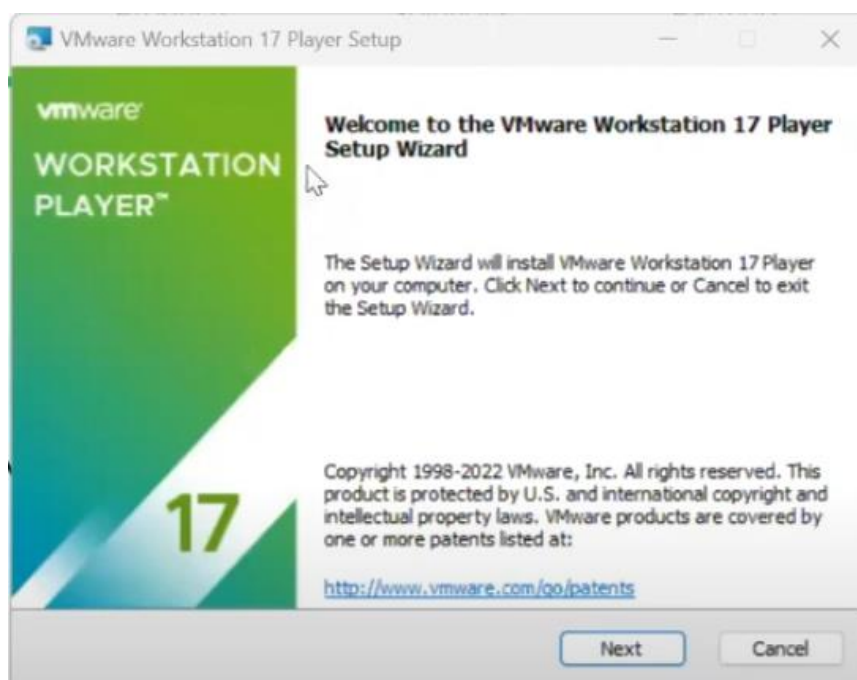 VMware Workstation 17 Player Setup
vmware
WORKSTATION
PLAYER™
Welcome to the VMware Workstation 17 Player
Setup Wizard
The Setup Wizard will install VMware Workstation 17 Player
on your computer. Click Next to continue or Cancel to exit
the Setup Wizard.
Copyright 1998-2022 VMware, Inc. All rights reserved. This
product is protected by U.S. and international copyright and
intellectual property laws. VMware products are covered by
one or more patents listed at:
17
http://www.vmware.com/go/patents
Next
Cancel